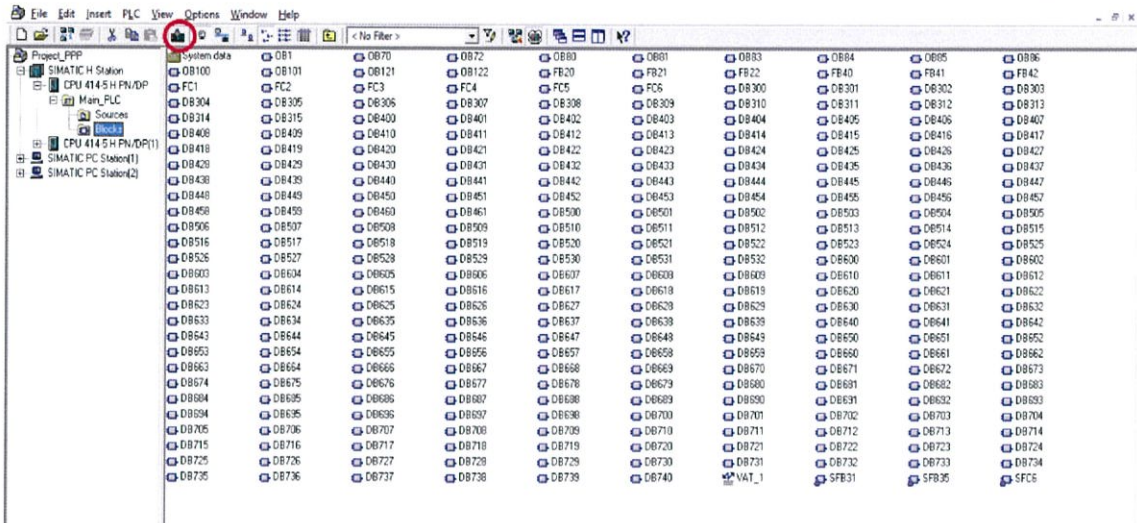 File Edit Insert PLC View Options Window Help
< No Filter >
Project_PPP
SIMATIC H Station
CPU 414-5 H PN/DP
Main_PLC
Sources
Blocks
CPU 414-5 H PN/DP(1)
SIMATIC PC Station(1)
SIMATIC PC Station(2)
System data OB1 OB70 OB72 OB80 OB81 OB83 OB84 OB85 OB86
OB100 OB101 OB121 OB122 FB20 FB21 FB22 FB40 FB41 FB42
FC1 FC2 FC3 FC4 FC5 FC6 DB300 DB301 DB302 DB303
DB304 DB305 DB306 DB307 DB308 DB309 DB310 DB311 DB312 DB313
DB314 DB315 DB400 DB401 DB402 DB403 DB404 DB405 DB406 DB407
DB408 DB409 DB410 DB411 DB412 DB413 DB414 DB415 DB416 DB417
DB418 DB419 DB420 DB421 DB422 DB423 DB424 DB425 DB426 DB427
DB428 DB429 DB430 DB431 DB432 DB433 DB434 DB435 DB436 DB437
DB438 DB439 DB440 DB441 DB442 DB443 DB444 DB445 DB446 DB447
DB448 DB449 DB450 DB451 DB452 DB453 DB454 DB455 DB456 DB457
DB458 DB459 DB460 DB461 DB500 DB501 DB502 DB503 DB504 DB505
DB506 DB507 DB508 DB509 DB510 DB511 DB512 DB513 DB514 DB515
DB516 DB517 DB518 DB519 DB520 DB521 DB522 DB523 DB524 DB525
DB526 DB527 DB528 DB529 DB530 DB531 DB532 DB600 DB601 DB602
DB603 DB604 DB605 DB606 DB607 DB608 DB609 DB610 DB611 DB612
DB613 DB614 DB615 DB616 DB617 DB618 DB619 DB620 DB621 DB622
DB623 DB624 DB625 DB626 DB627 DB628 DB629 DB630 DB631 DB632
DB633 DB634 DB635 DB636 DB637 DB638 DB639 DB640 DB641 DB642
DB643 DB644 DB645 DB646 DB647 DB648 DB649 DB650 DB651 DB652
DB653 DB654 DB655 DB656 DB657 DB658 DB659 DB660 DB661 DB662
DB663 DB664 DB666 DB667 DB668 DB669 DB670 DB671 DB672 DB673
DB674 DB675 DB676 DB677 DB678 DB679 DB680 DB681 DB682 DB683
DB684 DB685 DB686 DB687 DB688 DB689 DB690 DB691 DB692 DB693
DB694 DB695 DB696 DB697 DB698 DB700 DB701 DB702 DB703 DB704
DB705 DB706 DB707 DB708 DB709 DB710 DB711 DB712 DB713 DB714
DB715 DB716 DB717 DB718 DB719 DB720 DB721 DB722 DB723 DB724
DB725 DB726 DB727 DB728 DB729 DB730 DB731 DB732 DB733 DB734
DB735 DB736 DB737 DB738 DB739 DB740 VAT_1 SFB31 SFB35 SFC6